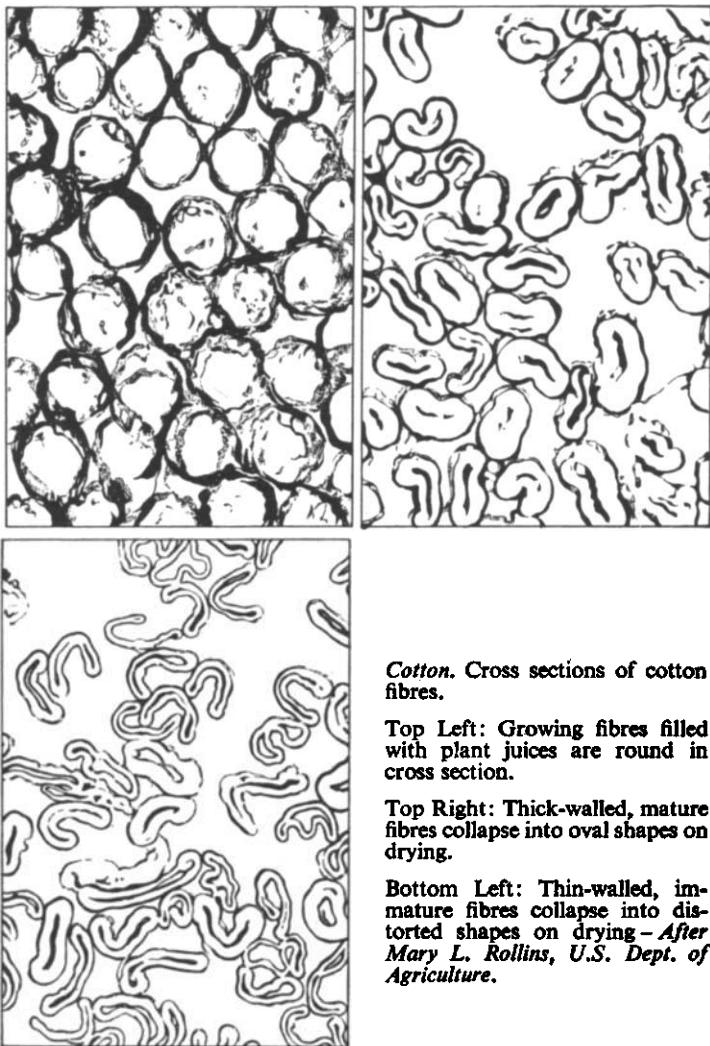 Cotton. Cross sections of cotton
fibres.
Top Left: Growing fibres filled
with plant juices are round in
cross section.
Top Right: Thick-walled, mature
fibres collapse into oval shapes on
drying.
Bottom Left: Thin-walled, im-
mature fibres collapse into dis-
torted shapes on drying – After
Mary L. Rollins, U.S. Dept. of
Agriculture.